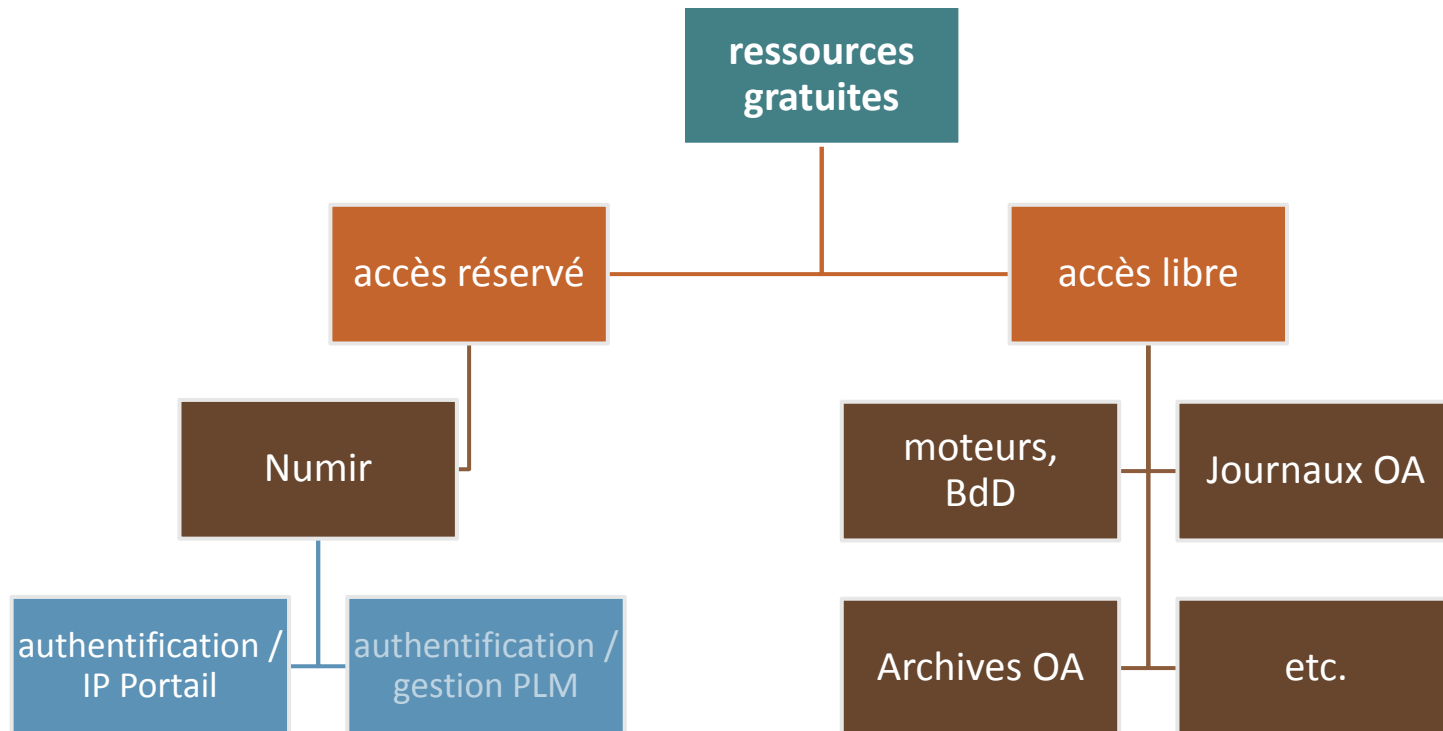 ressources
gratuites
accès réservé
accès libre
Numir
moteurs,
BdD
Journaux OA
authentification /
IP Portail
authentification /
gestion PLM
Archives OA
etc.